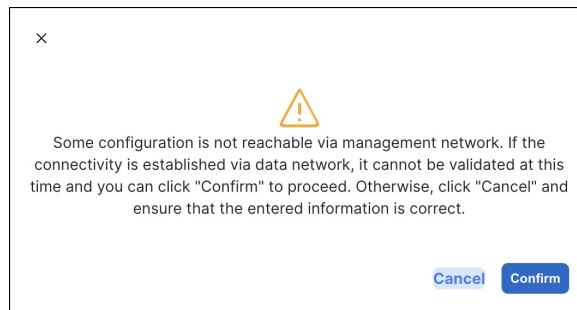 Some configuration is not reachable via management network. If the
connectivity is established via data network, it cannot be validated at this
time and you can click "Confirm" to proceed. Otherwise, click "Cancel" and
ensure that the entered information is correct.
Cancel
Confirm